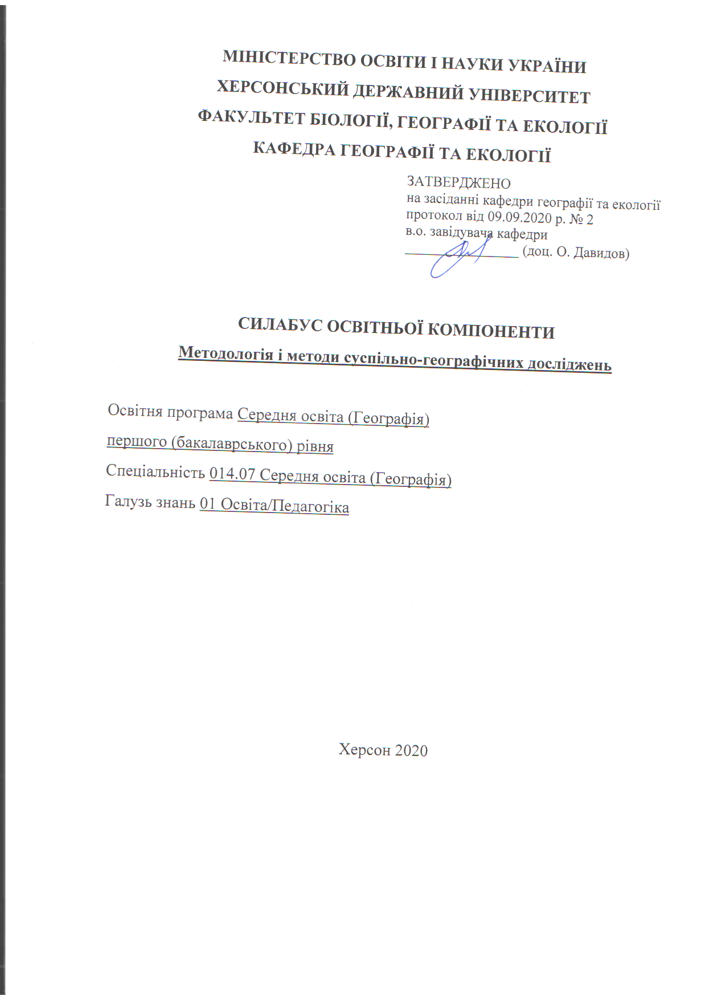 МІНІСТЕРСТВО ОСВІТИ І НАУКИ УКРАЇНИ
ХЕРСОНСЬКИЙ ДЕРЖАВНИЙ УНІВЕРСИТЕТ
ФАКУЛЬТЕТ БІОЛОГІЇ, ГЕОГРАФІЇ ТА ЕКОЛОГІЇ
КАФЕДРА ГЕОГРАФІЇ ТА ЕКОЛОГІЇ
ЗАТВЕРДЖЕНО
на засіданні кафедри географії та екології
протокол від 09.09.2020 р. № 2
в.о. завідувача кафедри
(доц. О. Давидов)
СИЛАБУС ОСВІТНЬОЇ КОМПОНЕНТИ
Методологія і методи суспільно-географічних досліджень
Освітня програма Середня освіта (Географія)
першого (бакалаврського) рівня
Спеціальність 014.07 Середня освіта (Географія)
Галузь знань 01 Освіта/Педагогіка
Херсон 2020